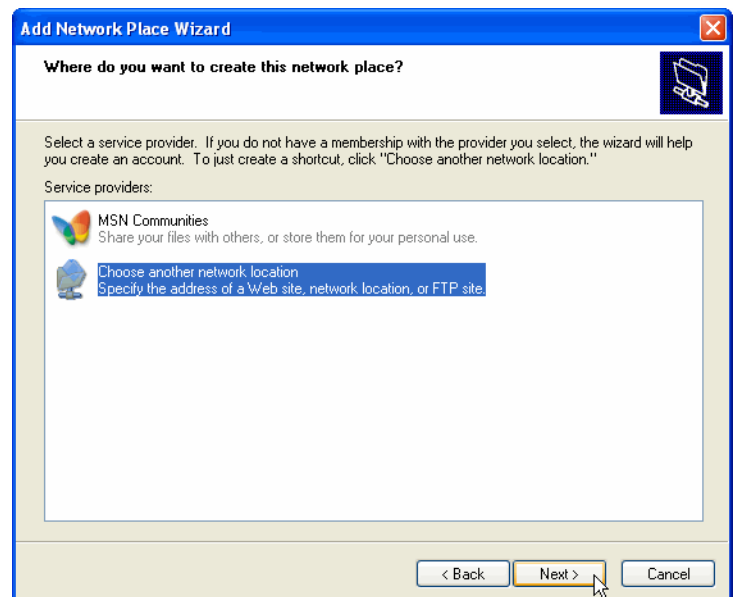 Add Network Place Wizard
Where do you want to create this network place?
Select a service provider. If you do not have a membership with the provider you select, the wizard will help
you create an account. To just create a shortcut, click "Choose another network location."
Service providers:
MSN Communities
Share your files with others, or store them for your personal use.
Choose another network location
Specify the address of a Web site, network location, or FTP site.
< Back Next > Cancel